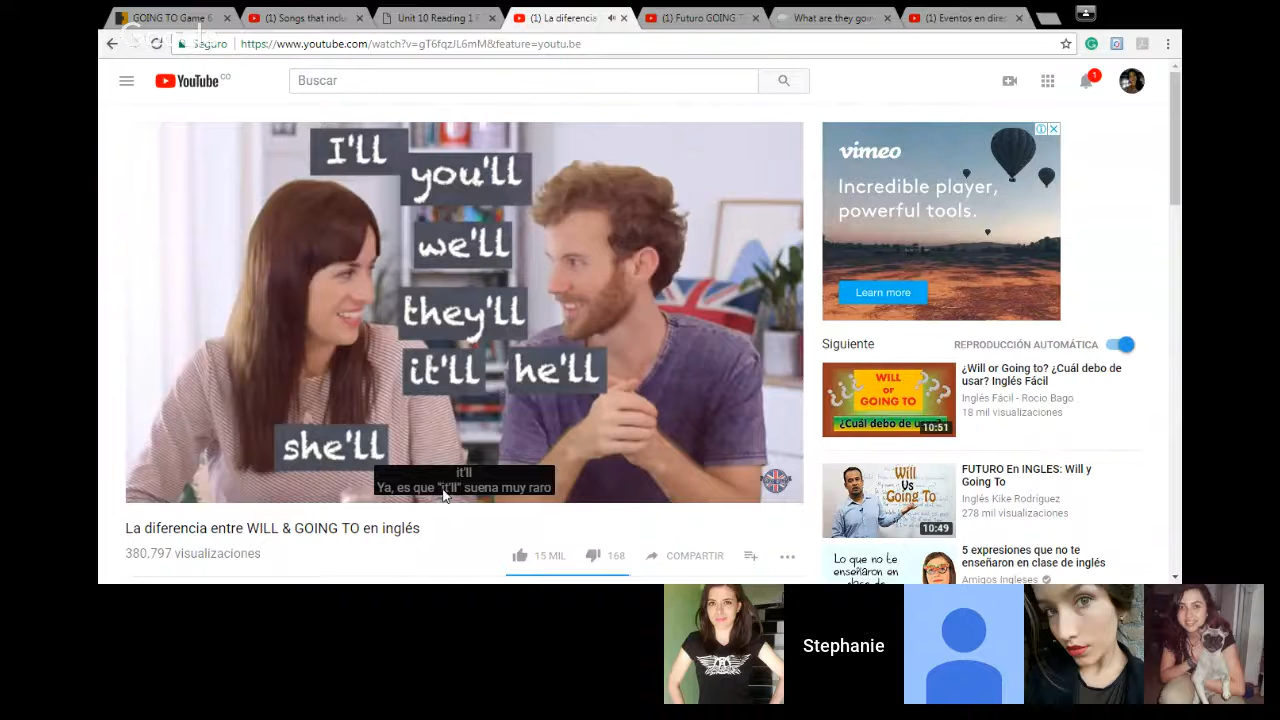 GOING TO Game 6
(1) Songs that inclu
Unit 10 Reading 1 F
(1) La diferencia
(1) Futuro GOING T
What are they gon
(1) Eventos en dire
Seguro
https://www.youtube.com/watch?v=gT6fqzJL6mM&feature=youtu.be
YouTube CO
Buscar
1
I'll
you'll
we'll
they'll
it'll
he'll
she'll
it'll
Ya, es que "it'll" suena muy raro
vimeo
Incredible player,
powerful tools.
Learn more
Siguiente
REPRODUCCIÓN AUTOMÁTICA
WILL
or
GOING TO
¿Cuál debo de
10:51
¿Will or Going to? ¿Cuál debo de
usar? Inglés Fácil
Inglés Fácil - Rocio Bago
18 mil visualizaciones
Will
Vs
Going To
10:49
FUTURO En INGLES: Will y
Going To
Inglés Kike Rodríguez
278 mil visualizaciones
Lo que no te
enseñaron en
clase de
5 expresiones que no te
enseñaron en clase de inglés
Amigos Ingleses
La diferencia entre WILL & GOING TO en inglés
380.797 visualizaciones
15 MIL
168
COMPARTIR
Stephanie
AEROSMITH